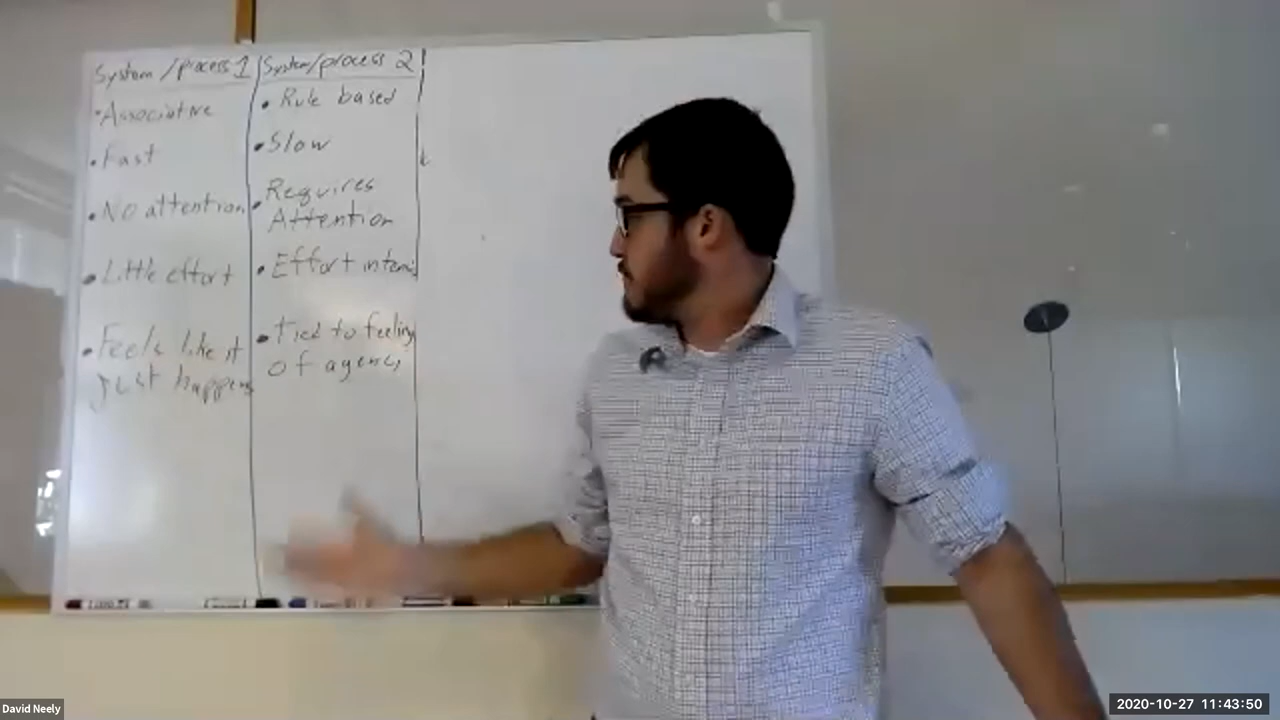 System/process 1
• Associative
• Fast
• No attention
• Little effort
• Feels like it
just happens
System/process 2
• Rule based
• Slow
• Requires
Attention
• Effort intensi
• Tied to feeling
of agency
David Neely
2020-10-27 11:43:50